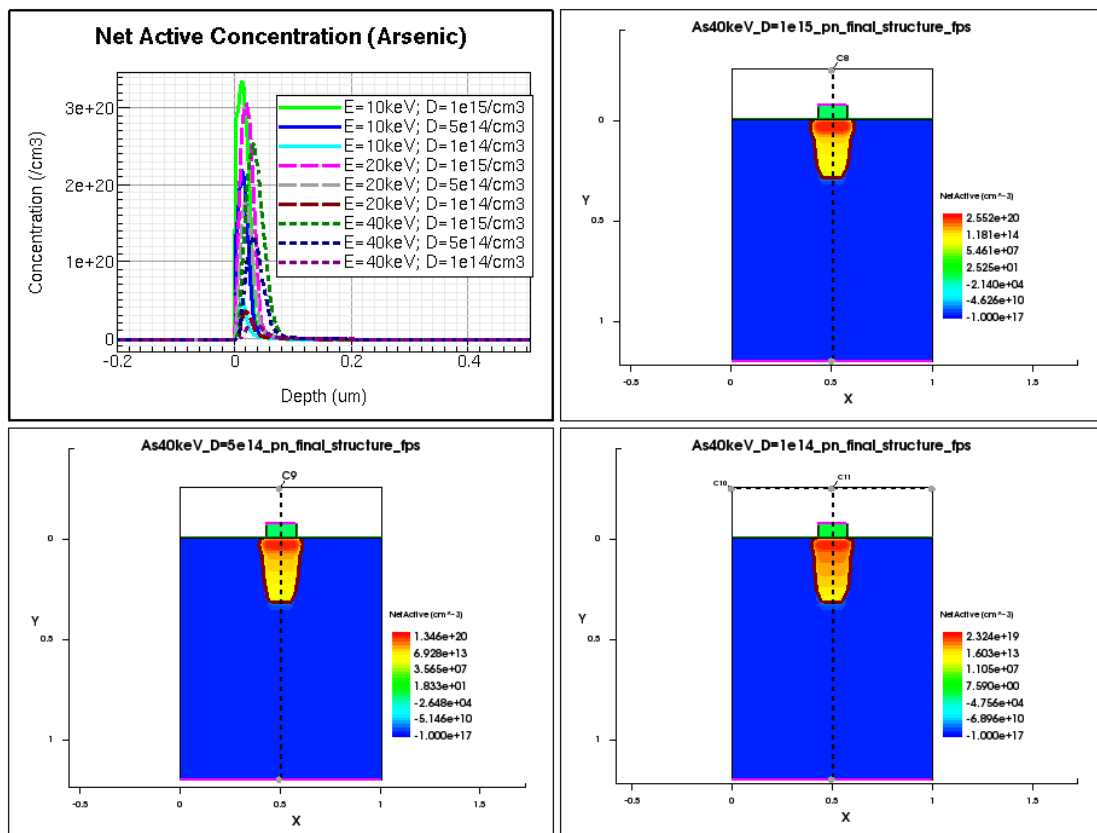 Net Active Concentration (Arsenic)
3e+20
2e+20
1e+20
0
Concentration (/cm3)
-0.2
0
0.2
0.4
Depth (um)
E=10keV; D=1e15/cm3
E=10keV; D=5e14/cm3
E=10keV; D=1e14/cm3
E=20keV; D=1e15/cm3
E=20keV; D=5e14/cm3
E=20keV; D=1e14/cm3
E=40keV; D=1e15/cm3
E=40keV; D=5e14/cm3
E=40keV; D=1e14/cm3
As40keV_D=1e15_pn_final_structure_fps
C8
0
0.5
1
Y
-0.5
0
0.5
1
1.5
X
NetActive (cm^-3)
2.552e+20
1.181e+14
5.461e+07
2.525e+01
-2.140e+04
-4.626e+10
-1.000e+17
As40keV_D=5e14_pn_final_structure_fps
C9
0
0.5
1
Y
-0.5
0
0.5
1
1.5
X
NetActive (cm^-3)
1.346e+20
6.928e+13
3.565e+07
1.833e+01
-2.648e+04
-5.146e+10
-1.000e+17
As40keV_D=1e14_pn_final_structure_fps
C10
C11
0
0.5
1
Y
-0.5
0
0.5
1
1.5
X
NetActive (cm^-3)
2.324e+19
1.603e+13
1.105e+07
7.590e+00
-4.756e+04
-6.896e+10
-1.000e+17